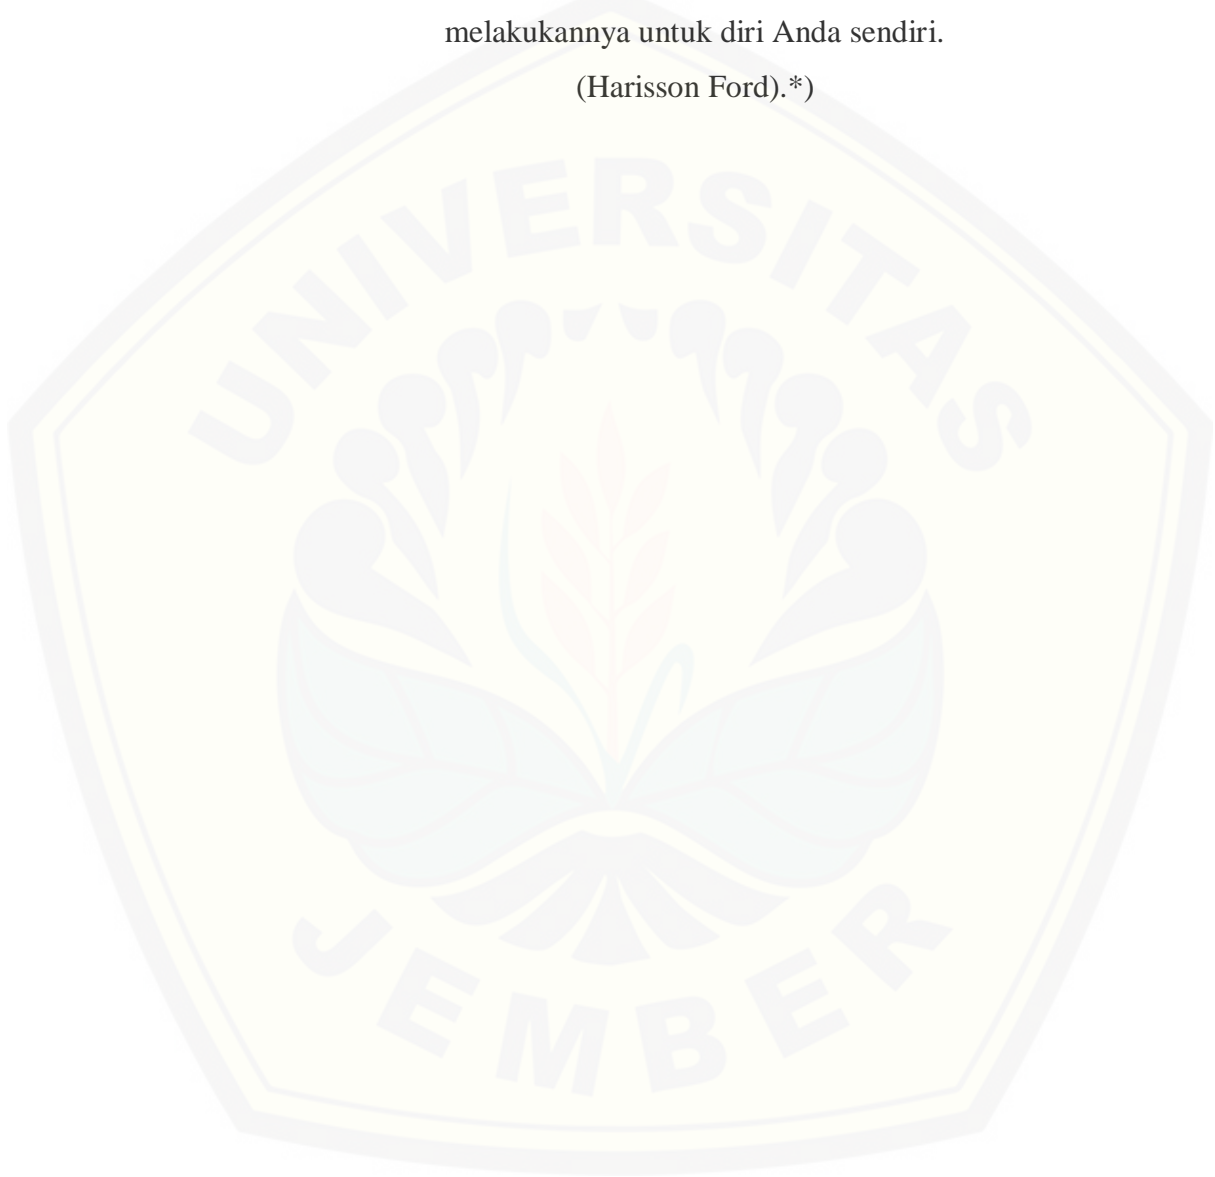 melakukannya untuk diri Anda sendiri.
(Harisson Ford).*)
UNIVERSITAS
JEMBER